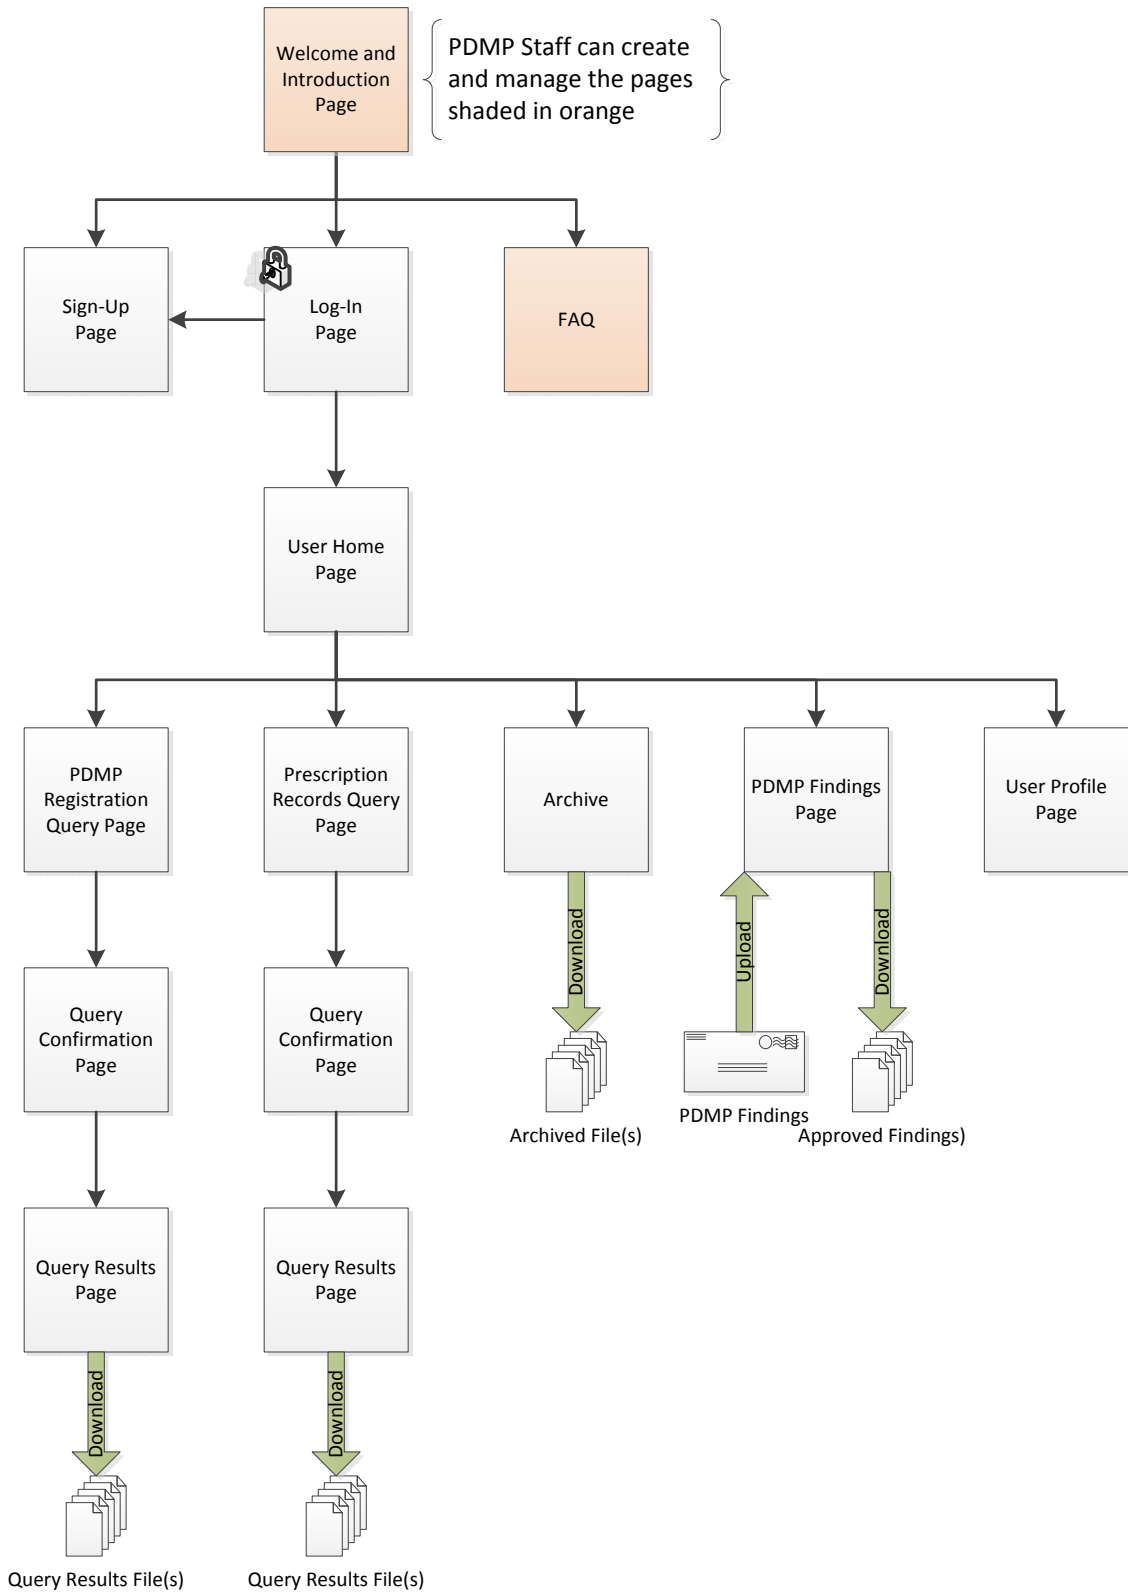 Welcome and
Introduction
Page
PDMP Staff can create
and manage the pages
shaded in orange
Sign-Up
Page
Log-In
Page
FAQ
User Home
Page
PDMP
Registration
Query Page
Prescription
Records Query
Page
Archive
PDMP Findings
Page
User Profile
Page
Download
Upload
Download
Query
Confirmation
Page
Query
Confirmation
Page
Archived File(s)
PDMP Findings
Approved Findings)
Query Results
Page
Query Results
Page
Download
Download
Query Results File(s)
Query Results File(s)